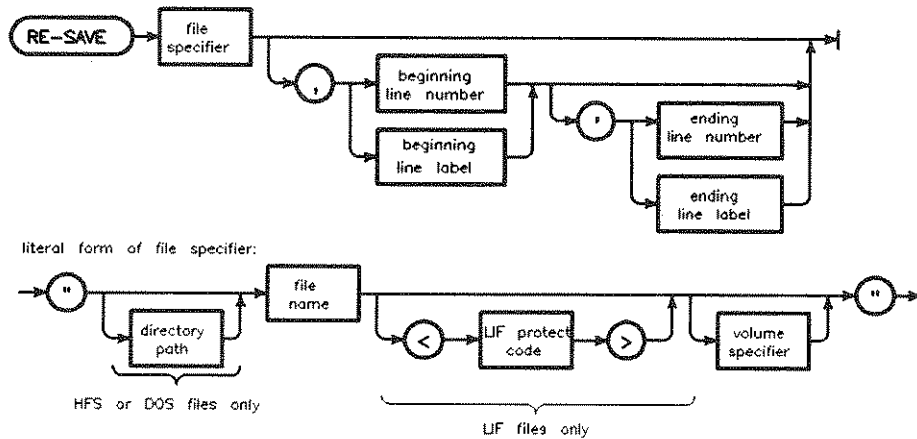 RE-SAVE
file
specifier
,
beginning
line number
beginning
line label
,
ending
line number
ending
line label
literal form of file specifier:
"
directory
path
file
name
<
LIF protect
code
>
volume
specifier
"
HFS or DOS files only
LIF files only